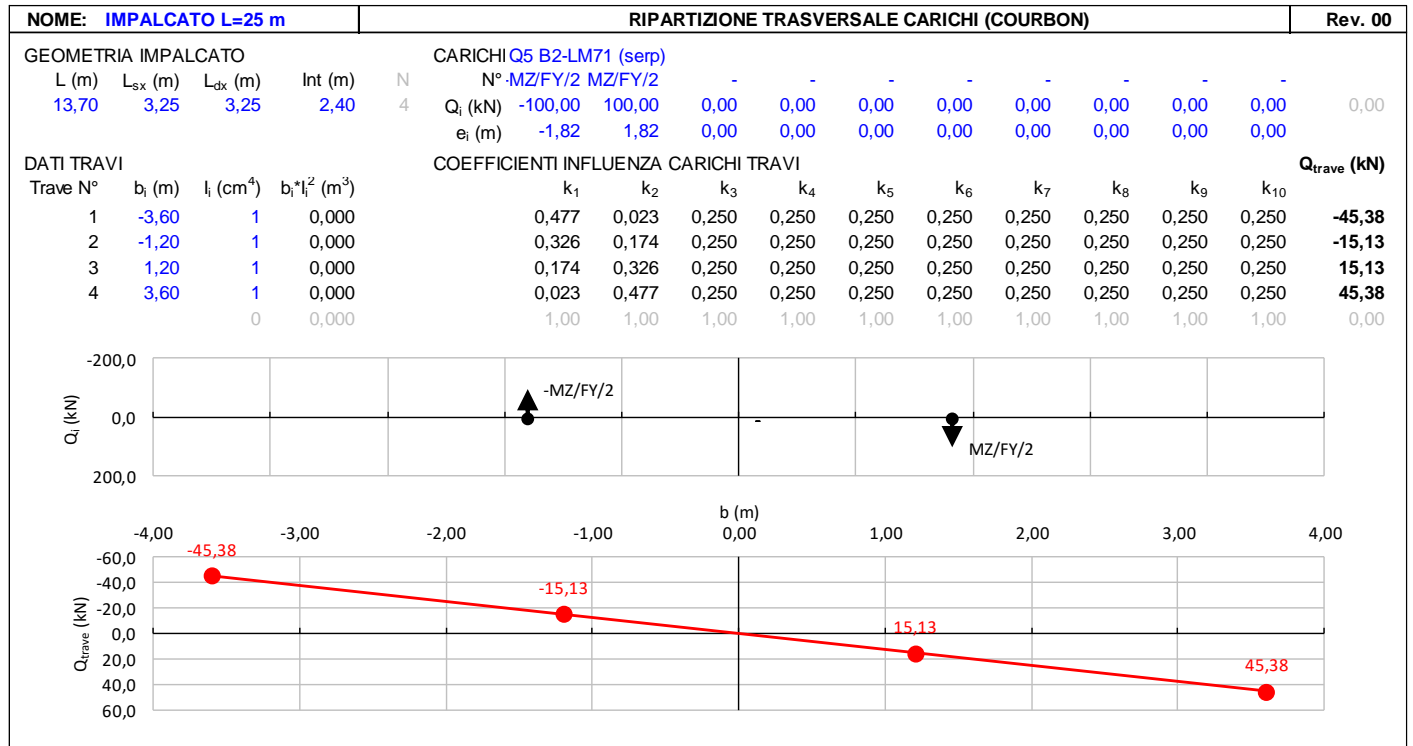 NOME: IMPALCATO L=25 m RIPARTIZIONE TRASVERSALE CARICHI (COURBON) Rev. 00
GEOMETRIA IMPALCATO CARICHI Q5 B2-LM71 (serp)
L (m) Lsx (m) Ldx (m) Int (m) N N° -MZ/FY/2 MZ/FY/2 - - - - - - - -
13,70 3,25 3,25 2,40 4 Qi (kN) -100,00 100,00 0,00 0,00 0,00 0,00 0,00 0,00 0,00 0,00 0,00
ei (m) -1,82 1,82 0,00 0,00 0,00 0,00 0,00 0,00 0,00 0,00
DATI TRAVI COEFFICIENTI INFLUENZA CARICHI TRAVI Qtrave (kN)
Trave N° bi (m) Ii (cm⁴) bi*Ii² (m³) k1 k2 k3 k4 k5 k6 k7 k8 k9 k10
1 -3,60 1 0,000 0,477 0,023 0,250 0,250 0,250 0,250 0,250 0,250 0,250 0,250 -45,38
2 -1,20 1 0,000 0,326 0,174 0,250 0,250 0,250 0,250 0,250 0,250 0,250 0,250 -15,13
3 1,20 1 0,000 0,174 0,326 0,250 0,250 0,250 0,250 0,250 0,250 0,250 0,250 15,13
4 3,60 1 0,000 0,023 0,477 0,250 0,250 0,250 0,250 0,250 0,250 0,250 0,250 45,38
0 0,000 1,00 1,00 1,00 1,00 1,00 1,00 1,00 1,00 1,00 1,00 0,00
-200,0
-MZ/FY/2
0,0
-
Qi (kN)
MZ/FY/2
200,0
b (m)
-4,00 -3,00 -2,00 -1,00 0,00 1,00 2,00 3,00 4,00
-45,38
-60,0
-40,0
-15,13
-20,0
15,13
0,0
Qtrave (kN)
20,0
45,38
40,0
60,0